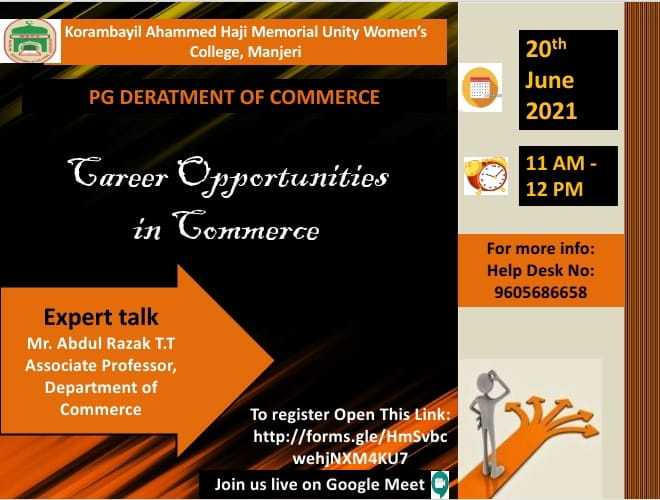 Korambayil Ahammed Haji Memorial Unity Women's
College, Manjeri
PG DERATMENT OF COMMERCE
Career Opportunities
in Commerce
20th
June
2021
11 AM -
12 PM
For more info:
Help Desk No:
9605686658
Expert talk
Mr. Abdul Razak T.T
Associate Professor,
Department of
Commerce
To register Open This Link:
http://forms.gle/HmSvbc
wehjNXM4KU7
Join us live on Google Meet